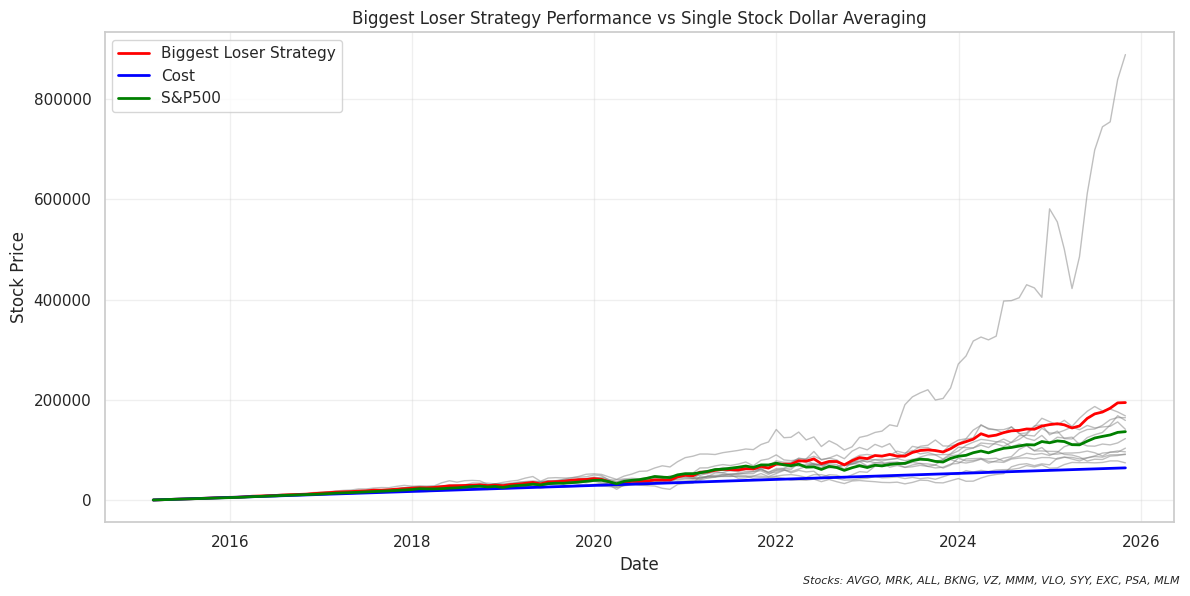 Biggest Loser Strategy Performance vs Single Stock Dollar Averaging
Biggest Loser Strategy
Cost
S&P500
Stock Price
800000
600000
400000
200000
0
2016
2018
2020
2022
2024
2026
Date
Stocks: AVGO, MRK, ALL, BKNG, VZ, MMM, VLO, SYY, EXC, PSA, MLM